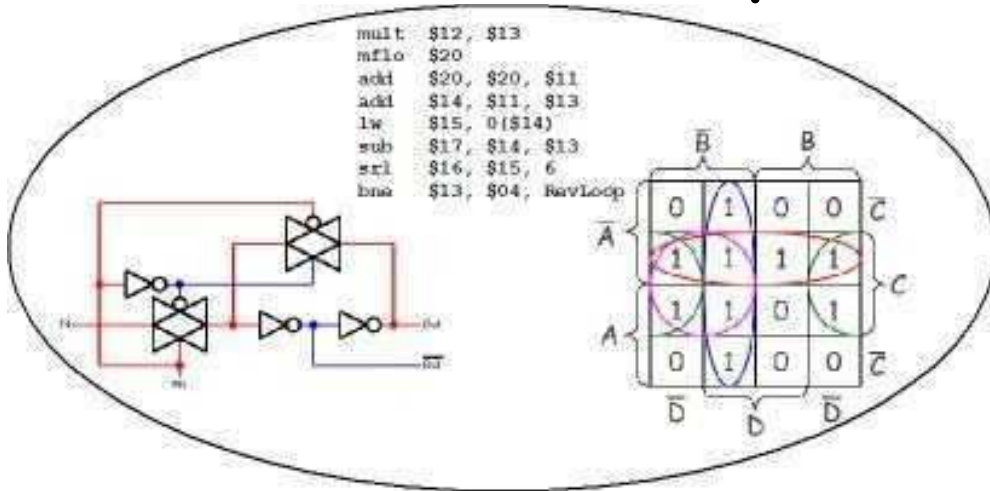 mult $12, $13
mflo $20
add $20, $20, $11
add $14, $11, $13
lw $15, 0($14)
sub $17, $14, $13
srl $16, $15, 6
bne $13, $04, RevLoop
B̅ B
0 1 0 0 C̅
A̅
1 1 1 1
C
1 1 0 1
A
0 1 0 0 C̅
D̅ D D̅